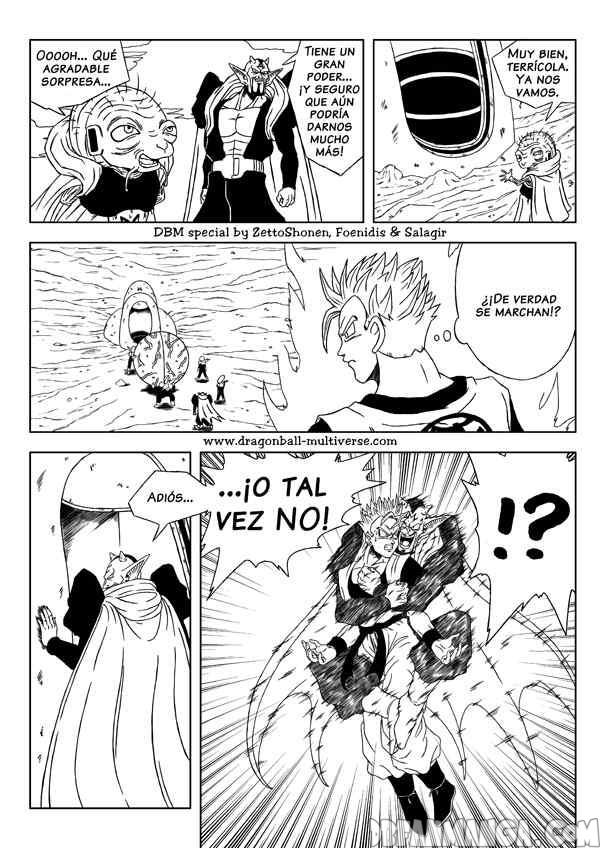 OOOOH... QUÉ
AGRADABLE
SORPRESA...
TIENE UN
GRAN
PODER...
¡Y SEGURO
QUE AÚN
PODRÍA
DARNOS
MUCHO
MÁS!
MUY BIEN,
TERRÍCOLA.
YA NOS
VAMOS.
DBM special by ZettoShonen, Foenidis & Salagir
¿¡DE VERDAD
SE MARCHAN!?
www.dragonball-multiverse.com
ADIÓS...
...¡O TAL
VEZ NO!
!?
DREAMMANGA.COM